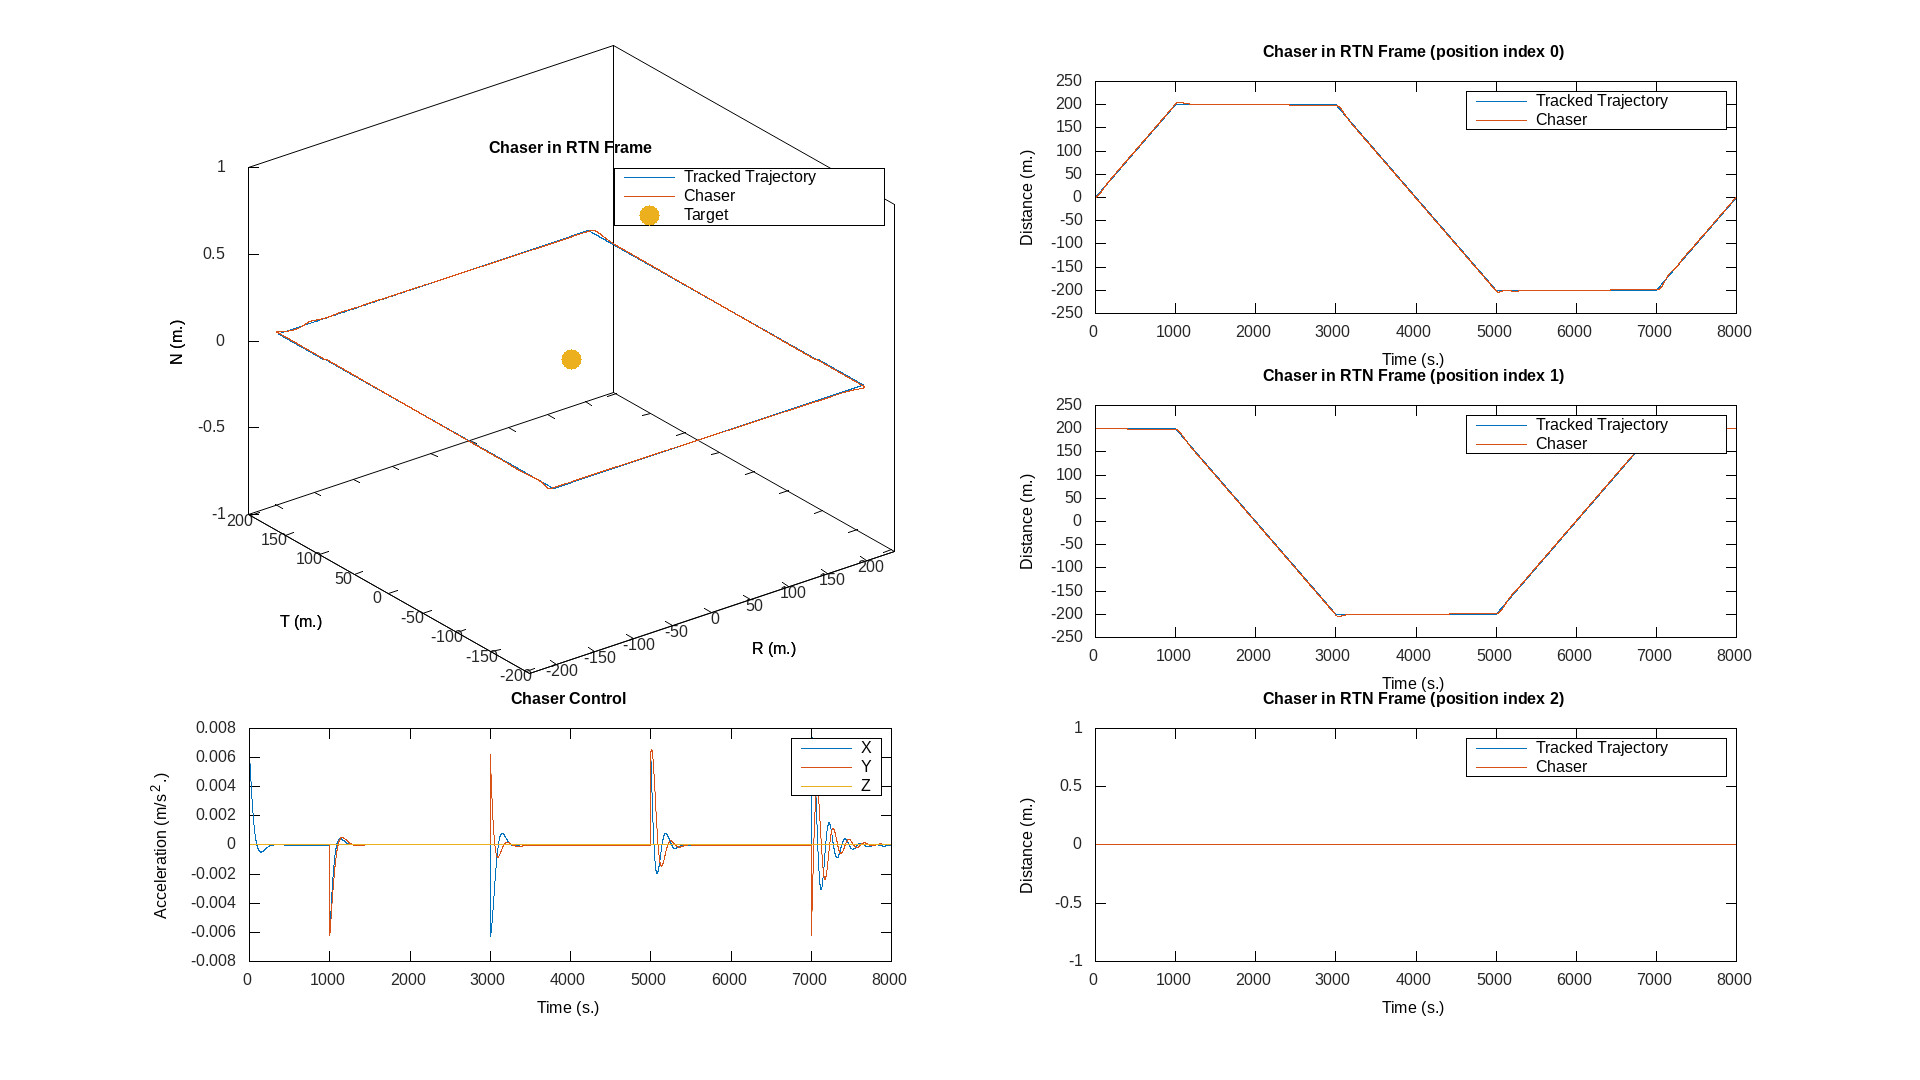 Chaser in RTN Frame
Tracked Trajectory
Chaser
Target
1
0.5
0
-0.5
-1
N (m.)
200
150
100
50
0
-50
-100
-150
-200
T (m.)
-200
-150
-100
-50
0
50
100
150
200
R (m.)
Chaser Control
X
Y
Z
0.008
0.006
0.004
0.002
0
-0.002
-0.004
-0.006
-0.008
Acceleration (m/s².)
0 1000 2000 3000 4000 5000 6000 7000 8000
Time (s.)
Chaser in RTN Frame (position index 0)
Tracked Trajectory
Chaser
250
200
150
100
50
0
-50
-100
-150
-200
-250
Distance (m.)
0 1000 2000 3000 4000 5000 6000 7000 8000
Time (s.)
Chaser in RTN Frame (position index 1)
Tracked Trajectory
Chaser
250
200
150
100
50
0
-50
-100
-150
-200
-250
Distance (m.)
0 1000 2000 3000 4000 5000 6000 7000 8000
Time (s.)
Chaser in RTN Frame (position index 2)
Tracked Trajectory
Chaser
1
0.5
0
-0.5
-1
Distance (m.)
0 1000 2000 3000 4000 5000 6000 7000 8000
Time (s.)